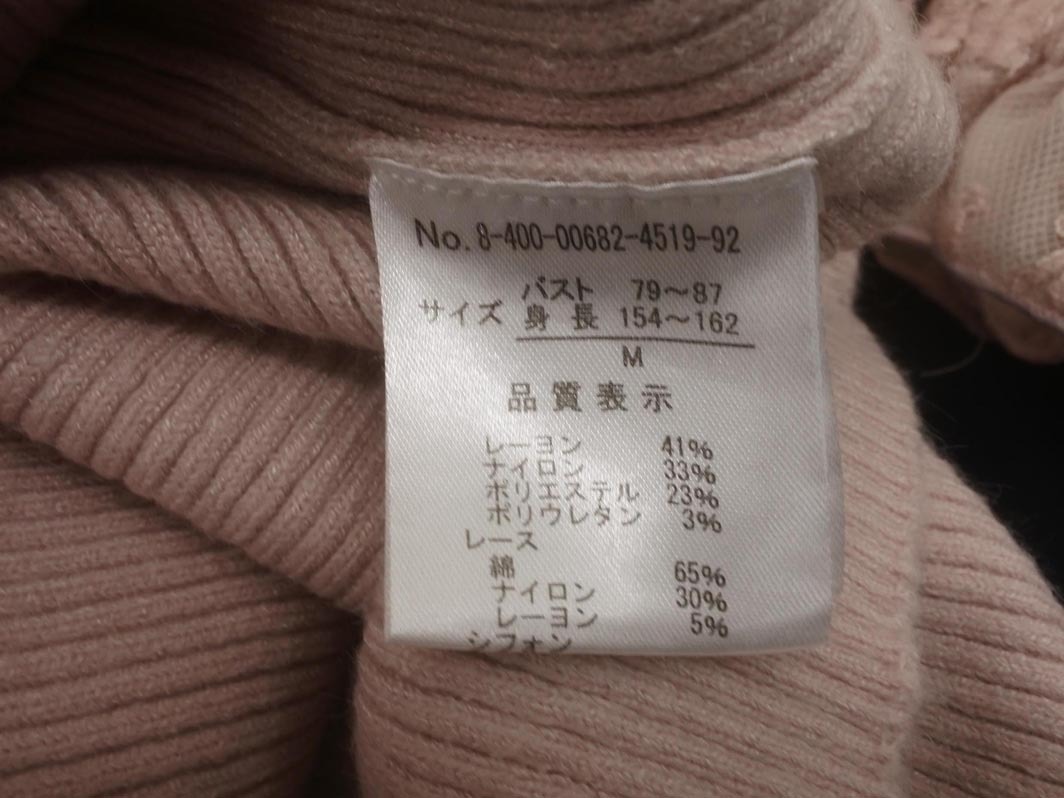 No. 8-400-00682-4519-92
バスト 79〜87
サイズ 身長 154〜162
M
品質表示
レーヨン 41%
ナイロン 33%
ポリエステル 23%
ポリウレタン 3%
レース
綿 65%
ナイロン 30%
レーヨン 5%
シフォン